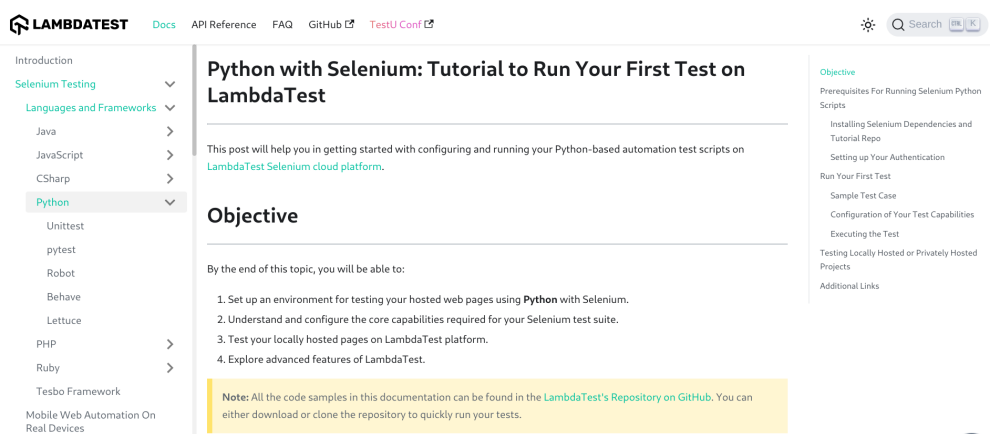 LAMBDATEST
Docs
API Reference
FAQ
GitHub
TestU Conf
Search
K
Introduction
Selenium Testing
Languages and Frameworks
Java
JavaScript
CSharp
Python
Unittest
pytest
Robot
Behave
Lettuce
PHP
Ruby
Tesbo Framework
Mobile Web Automation On
Real Devices
Python with Selenium: Tutorial to Run Your First Test on
LambdaTest
This post will help you in getting started with configuring and running your Python-based automation test scripts on
LambdaTest Selenium cloud platform.
Objective
By the end of this topic, you will be able to:
1. Set up an environment for testing your hosted web pages using Python with Selenium.
2. Understand and configure the core capabilities required for your Selenium test suite.
3. Test your locally hosted pages on LambdaTest platform.
4. Explore advanced features of LambdaTest.
Note: All the code samples in this documentation can be found in the LambdaTest's Repository on GitHub. You can
either download or clone the repository to quickly run your tests.
Objective
Prerequisites For Running Selenium Python
Scripts
Installing Selenium Dependencies and
Tutorial Repo
Setting up Your Authentication
Run Your First Test
Sample Test Case
Configuration of Your Test Capabilities
Executing the Test
Testing Locally Hosted or Privately Hosted
Projects
Additional Links